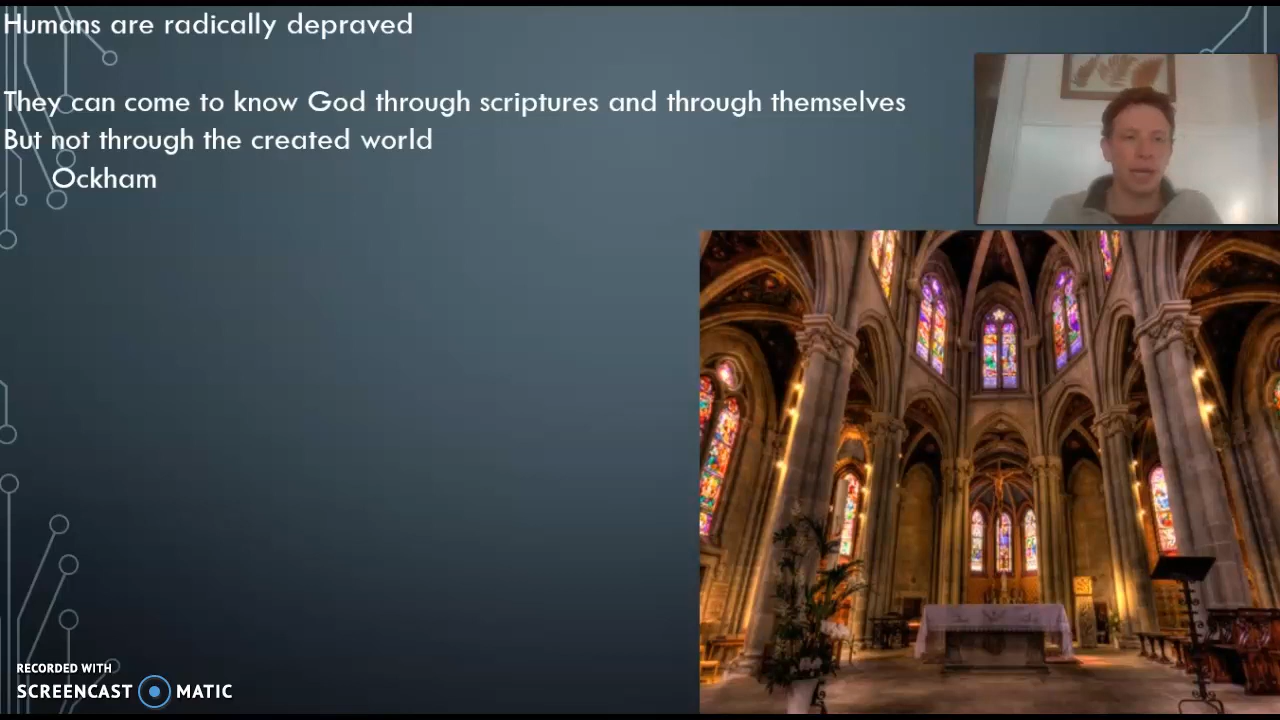 Humans are radically depraved
They can come to know God through scriptures and through themselves
But not through the created world
Ockham
RECORDED WITH
SCREENCAST MATIC